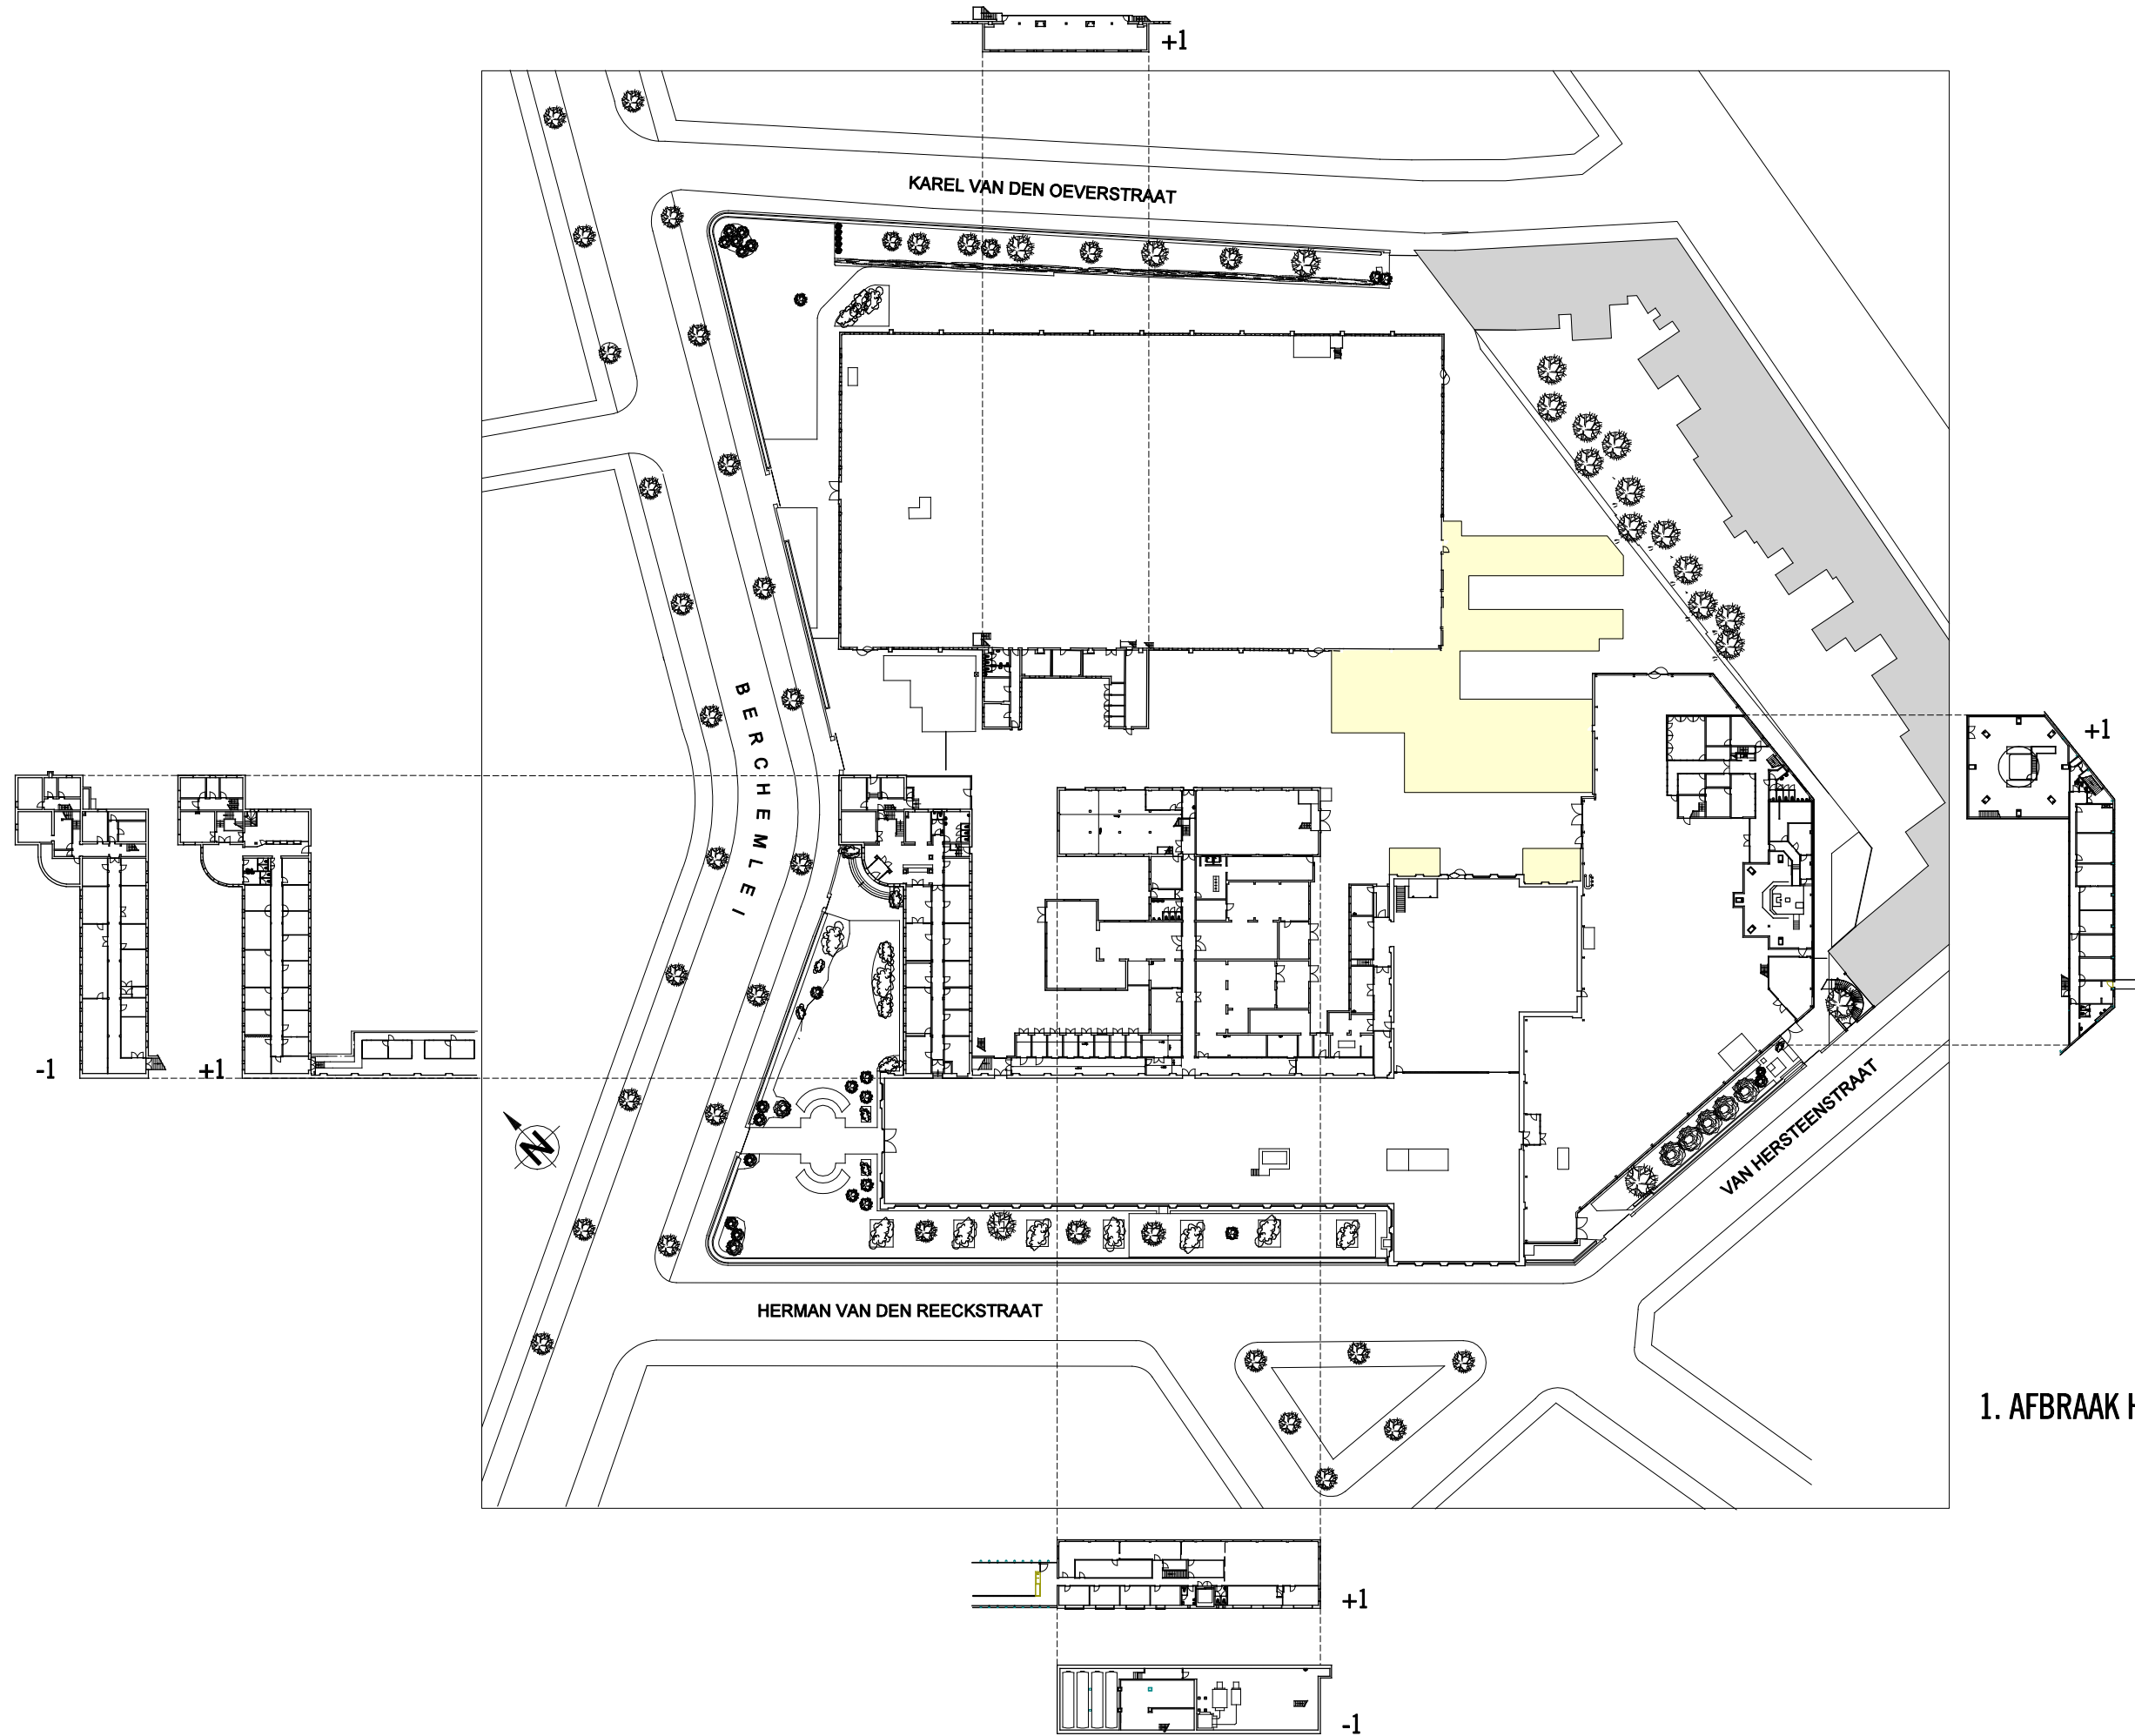 +1
KAREL VAN DEN OEVERSTRAAT
BERCHEMLEI
+1
-1
+1
N
VAN HERSTEENSTRAAT
HERMAN VAN DEN REECKSTRAAT
1. AFBRAAK H
+1
-1